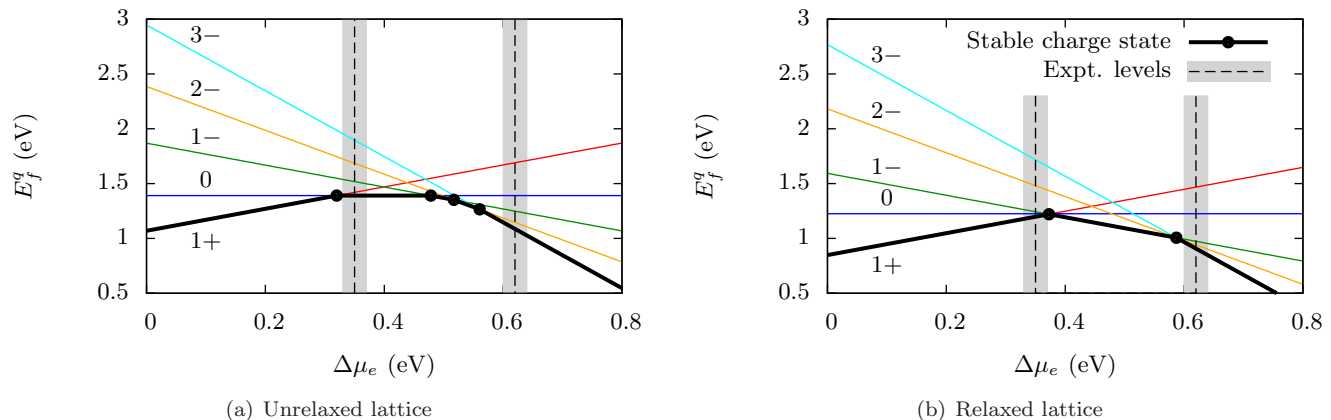 3
2.5
2
1.5
1
0.5
E_f^q (eV)
3−
2−
1−
0
1+
0 0.2 0.4 0.6 0.8
Δμ_e (eV)
(a) Unrelaxed lattice
3
2.5
2
1.5
1
0.5
E_f^q (eV)
Stable charge state
Expt. levels
3−
2−
1−
0
1+
0 0.2 0.4 0.6 0.8
Δμ_e (eV)
(b) Relaxed lattice